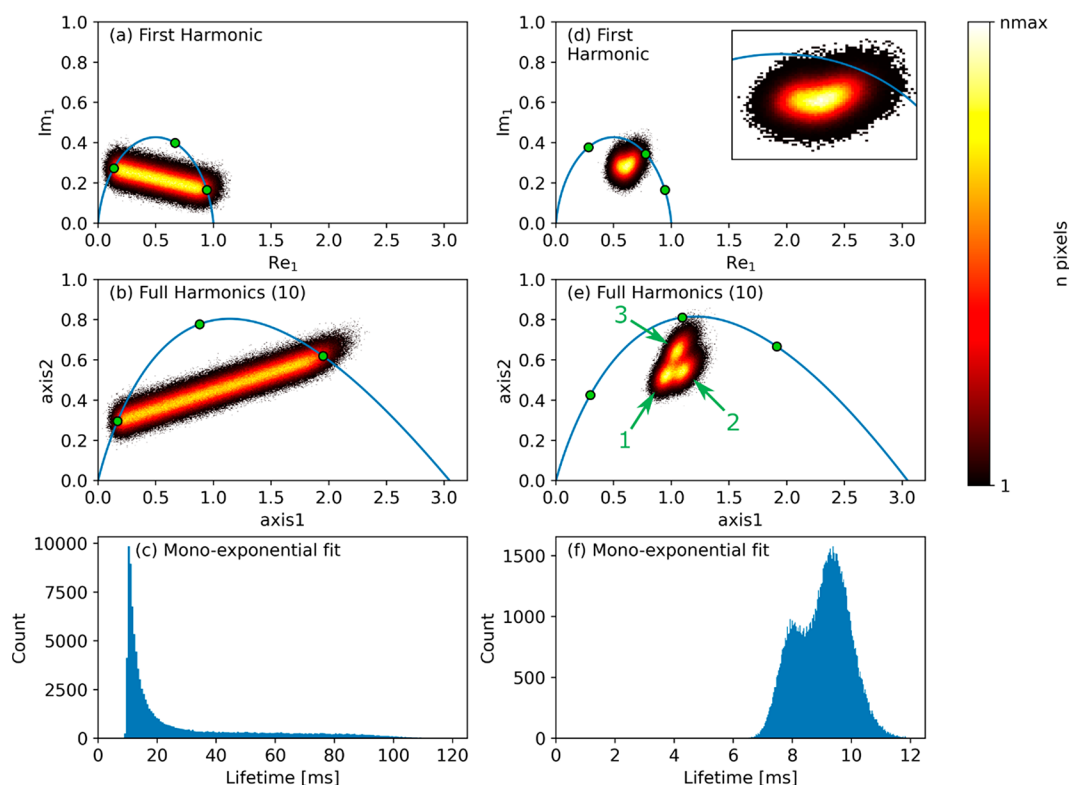 (a) First Harmonic
1.0
0.8
0.6
0.4
0.2
0.0
Im1
0.0 0.5 1.0 1.5 2.0 2.5 3.0
Re1
(d) First
Harmonic
1.0
0.8
0.6
0.4
0.2
0.0
Im1
0.0 0.5 1.0 1.5 2.0 2.5 3.0
Re1
nmax
n pixels
1
(b) Full Harmonics (10)
1.0
0.8
0.6
0.4
0.2
0.0
axis2
0.0 0.5 1.0 1.5 2.0 2.5 3.0
axis1
(e) Full Harmonics (10)
3
1
2
1.0
0.8
0.6
0.4
0.2
0.0
axis2
0.0 0.5 1.0 1.5 2.0 2.5 3.0
axis1
(c) Mono-exponential fit
10000
7500
5000
2500
0
Count
0 20 40 60 80 100 120
Lifetime [ms]
(f) Mono-exponential fit
1500
1000
500
0
Count
0 2 4 6 8 10 12
Lifetime [ms]